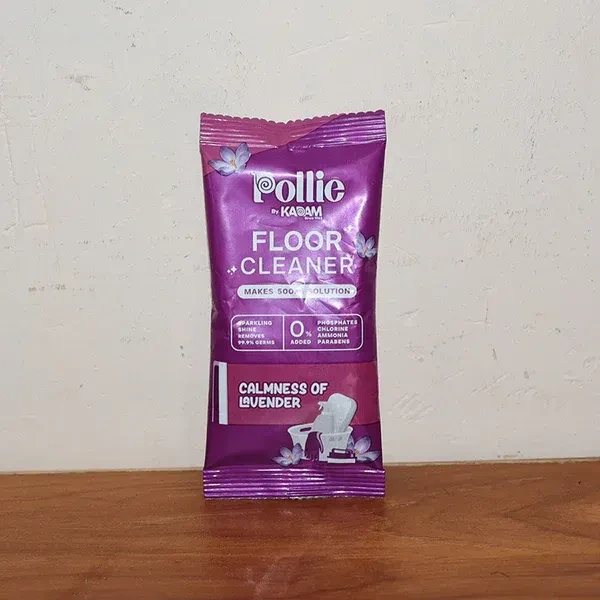 Pollie
By KADAM
FLOOR
CLEANER
MAKES 500 SOLUTION
SPARKLING
SHINE
REMOVES
99.9% GERMS
0%
ADDED
PHOSPHATES
CHLORINE
AMMONIA
PARABENS
CALMNESS OF
LAVENDER